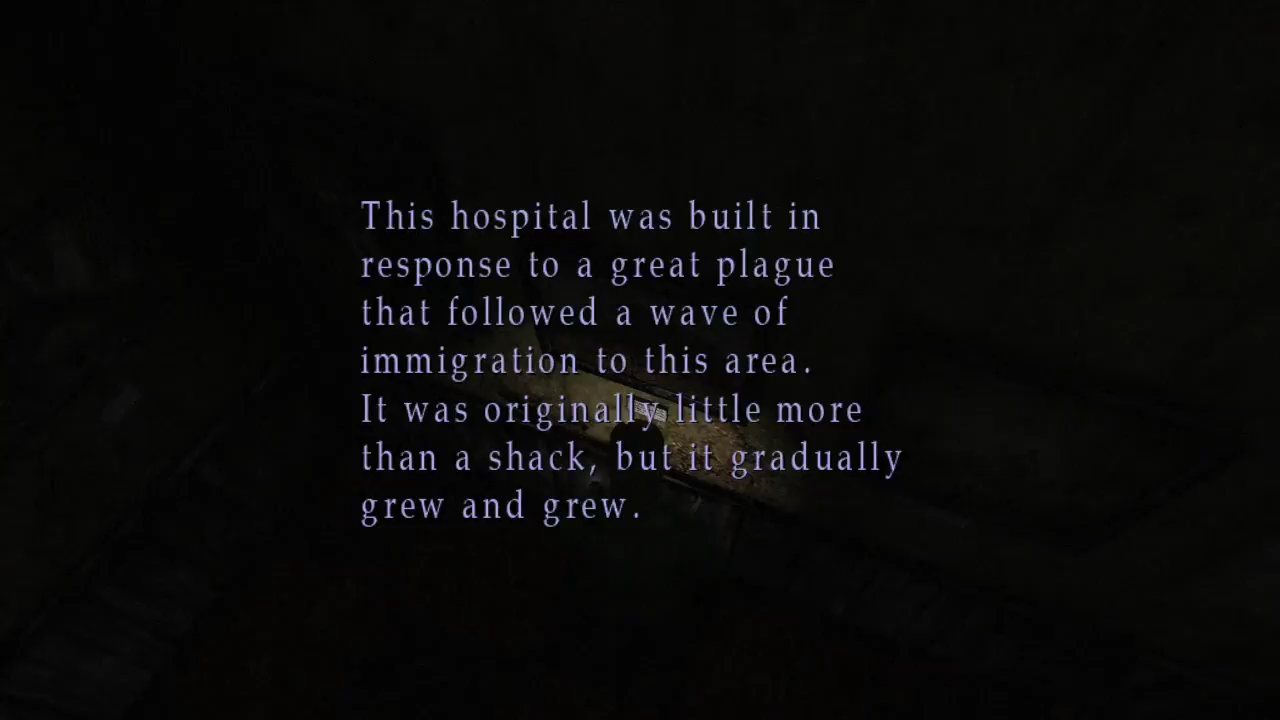 This hospital was built in
response to a great plague
that followed a wave of
immigration to this area.
It was originally little more
than a shack, but it gradually
grew and grew.